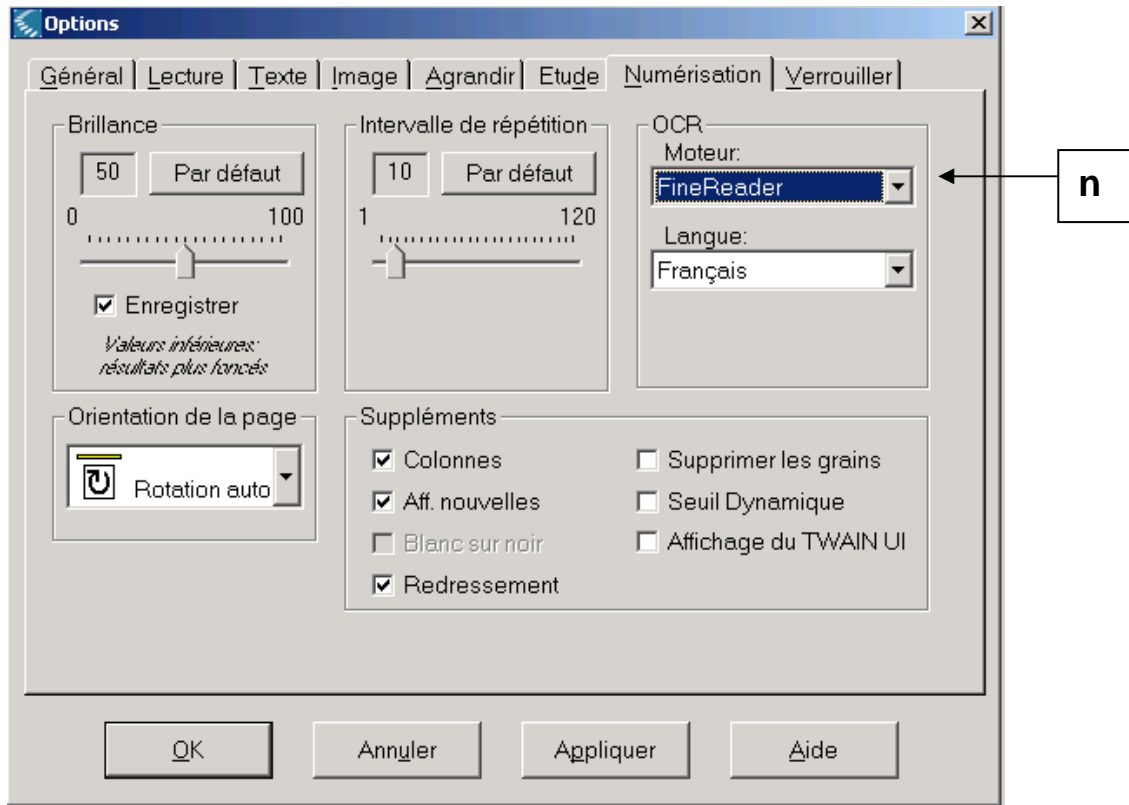 Options
Général Lecture Texte Image Agrandir Etude Numérisation Verrouiller
Brillance
50 Par défaut
0 100
Enregistrer
Valeurs inférieures:
résultats plus foncés
Intervalle de répétition
10 Par défaut
1 120
OCR
Moteur:
FineReader
Langue:
Français
n
Orientation de la page
Rotation auto
Suppléments
Colonnes
Aff. nouvelles
Blanc sur noir
Redressement
Supprimer les grains
Seuil Dynamique
Affichage du TWAIN UI
OK Annuler Appliquer Aide